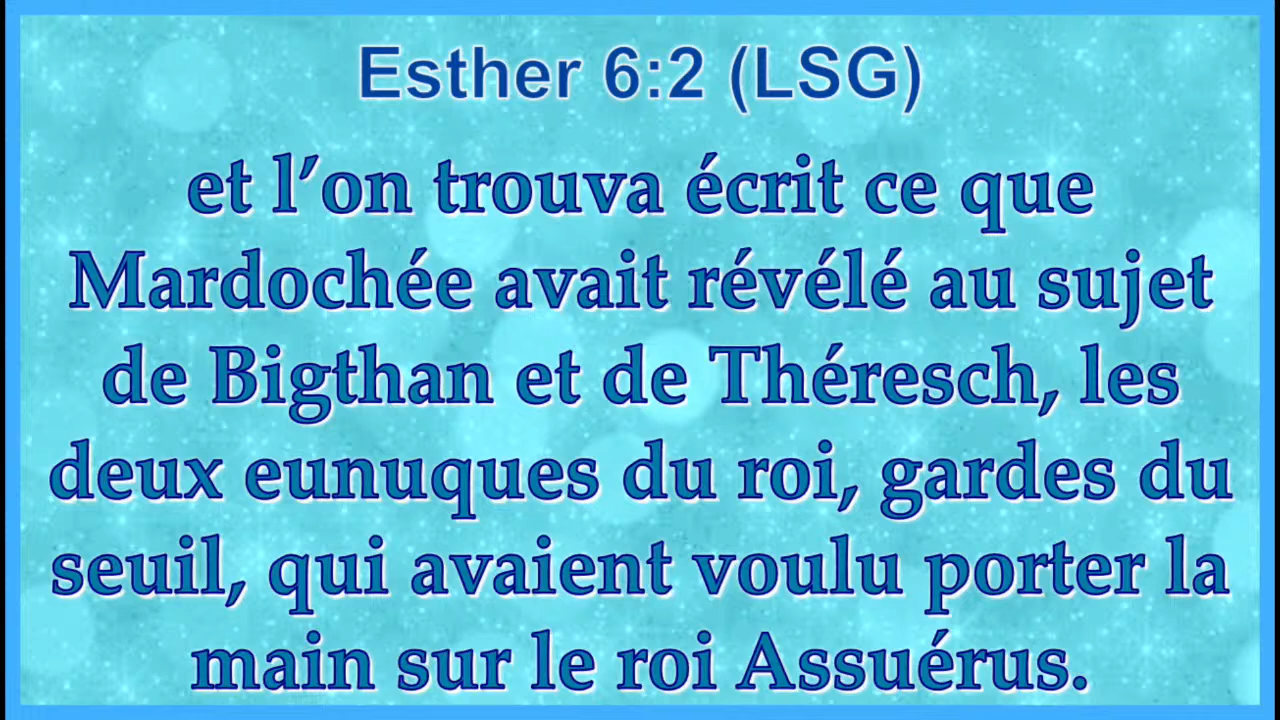 Esther 6:2 (LSG)
et l’on trouva écrit ce que
Mardochée avait révélé au sujet
de Bigthan et de Théresch, les
deux eunuques du roi, gardes du
seuil, qui avaient voulu porter la
main sur le roi Assuérus.